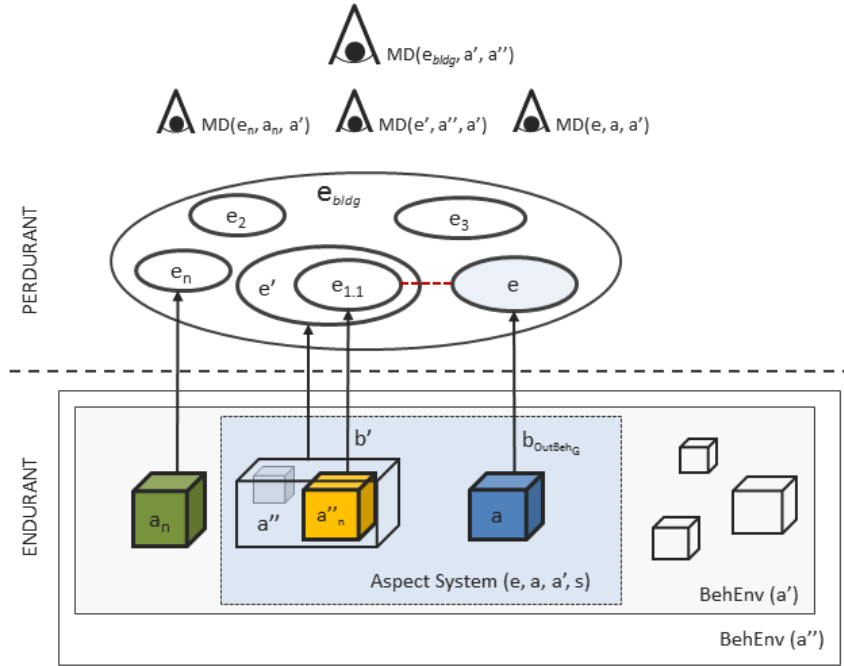 MD(e_bldg, a', a'')
MD(e_n, a_n, a')
MD(e', a'', a')
MD(e, a, a')
PERDURANT
e_bldg
e_2
e_3
e_n
e'
e_1.1
e
ENDURANT
b'
b_OutBeh_G
a_n
a''
a''_n
a
Aspect System (e, a, a', s)
BehEnv (a')
BehEnv (a'')